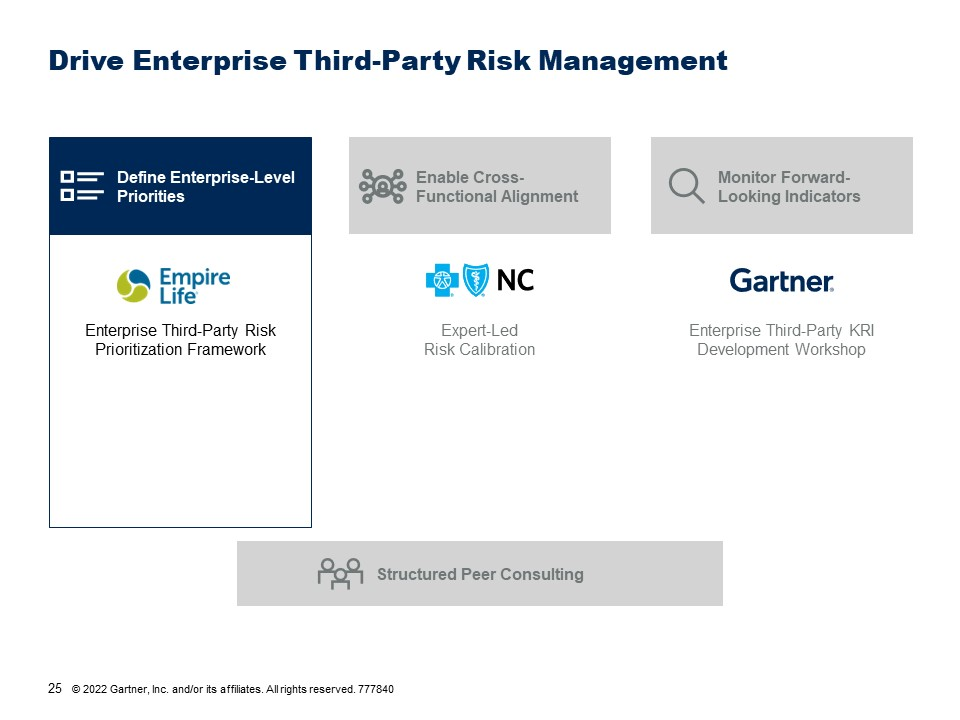 Drive Enterprise Third-Party Risk Management
Define Enterprise-Level
Priorities
Empire
Life
Enterprise Third-Party Risk
Prioritization Framework
Enable Cross-
Functional Alignment
NC
Expert-Led
Risk Calibration
Monitor Forward-
Looking Indicators
Gartner®
Enterprise Third-Party KRI
Development Workshop
Structured Peer Consulting
25 © 2022 Gartner, Inc. and/or its affiliates. All rights reserved. 777840